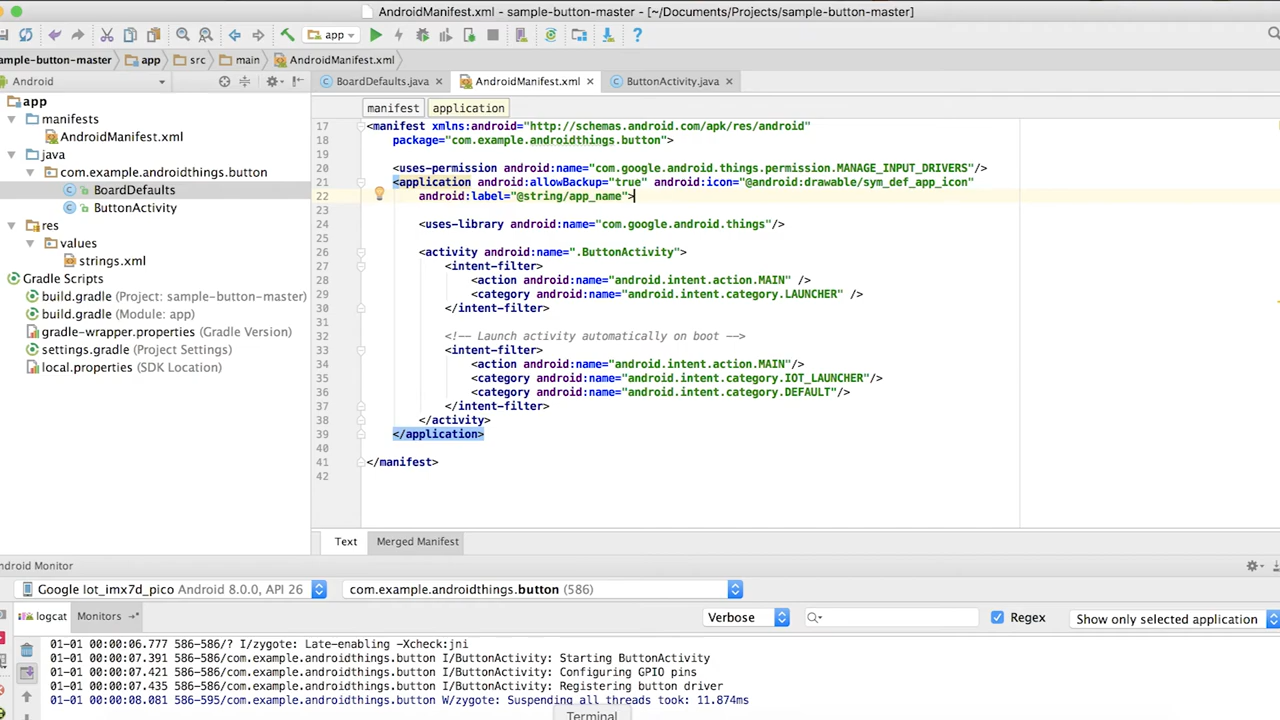 AndroidManifest.xml - sample-button-master - [~/Documents/Projects/sample-button-master]
app
ample-button-master app src main AndroidManifest.xml
Android
BoardDefaults.java AndroidManifest.xml ButtonActivity.java
manifest application
app
manifests
AndroidManifest.xml
java
com.example.androidthings.button
BoardDefaults
ButtonActivity
res
values
strings.xml
Gradle Scripts
build.gradle (Project: sample-button-master)
build.gradle (Module: app)
gradle-wrapper.properties (Gradle Version)
settings.gradle (Project Settings)
local.properties (SDK Location)
17 <manifest xmlns:android="http://schemas.android.com/apk/res/android"
18 package="com.example.androidthings.button">
19
20 <uses-permission android:name="com.google.android.things.permission.MANAGE_INPUT_DRIVERS"/>
21 <application android:allowBackup="true" android:icon="@android:drawable/sym_def_app_icon"
22 android:label="@string/app_name">
23
24 <uses-library android:name="com.google.android.things"/>
25
26 <activity android:name=".ButtonActivity">
27 <intent-filter>
28 <action android:name="android.intent.action.MAIN" />
29 <category android:name="android.intent.category.LAUNCHER" />
30 </intent-filter>
31
32 <!-- Launch activity automatically on boot -->
33 <intent-filter>
34 <action android:name="android.intent.action.MAIN"/>
35 <category android:name="android.intent.category.IOT_LAUNCHER"/>
36 <category android:name="android.intent.category.DEFAULT"/>
37 </intent-filter>
38 </activity>
39 </application>
40
41 </manifest>
42
Text Merged Manifest
ndroid Monitor
Google Iot_imx7d_pico Android 8.0.0, API 26 com.example.androidthings.button (586)
logcat Monitors Verbose Regex Show only selected application
01-01 00:00:06.777 586-586/? I/zygote: Late-enabling -Xcheck:jni
01-01 00:00:07.391 586-586/com.example.androidthings.button I/ButtonActivity: Starting ButtonActivity
01-01 00:00:07.421 586-586/com.example.androidthings.button I/ButtonActivity: Configuring GPIO pins
01-01 00:00:07.435 586-586/com.example.androidthings.button I/ButtonActivity: Registering button driver
01-01 00:00:08.081 586-595/com.example.androidthings.button W/zygote: Suspending all threads took: 11.874ms
Terminal